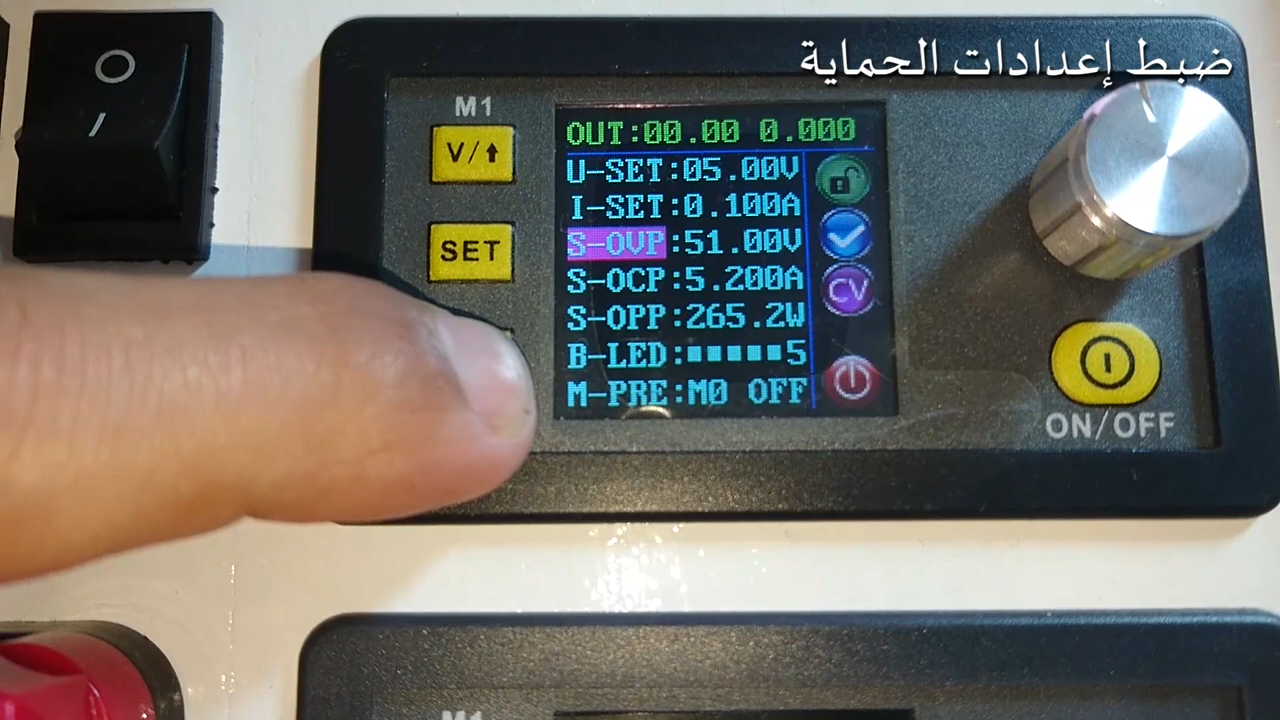 ضبط إعدادات الحماية
M1
V/↑
SET
OUT:00.00 0.000
U-SET:05.00V
I-SET:0.100A
S-OVP:51.00V
S-OCP:5.200A
S-OPP:265.2W
B-LED:▪▪▪▪▪5
M-PRE:M0 OFF
CV
ON/OFF
M1